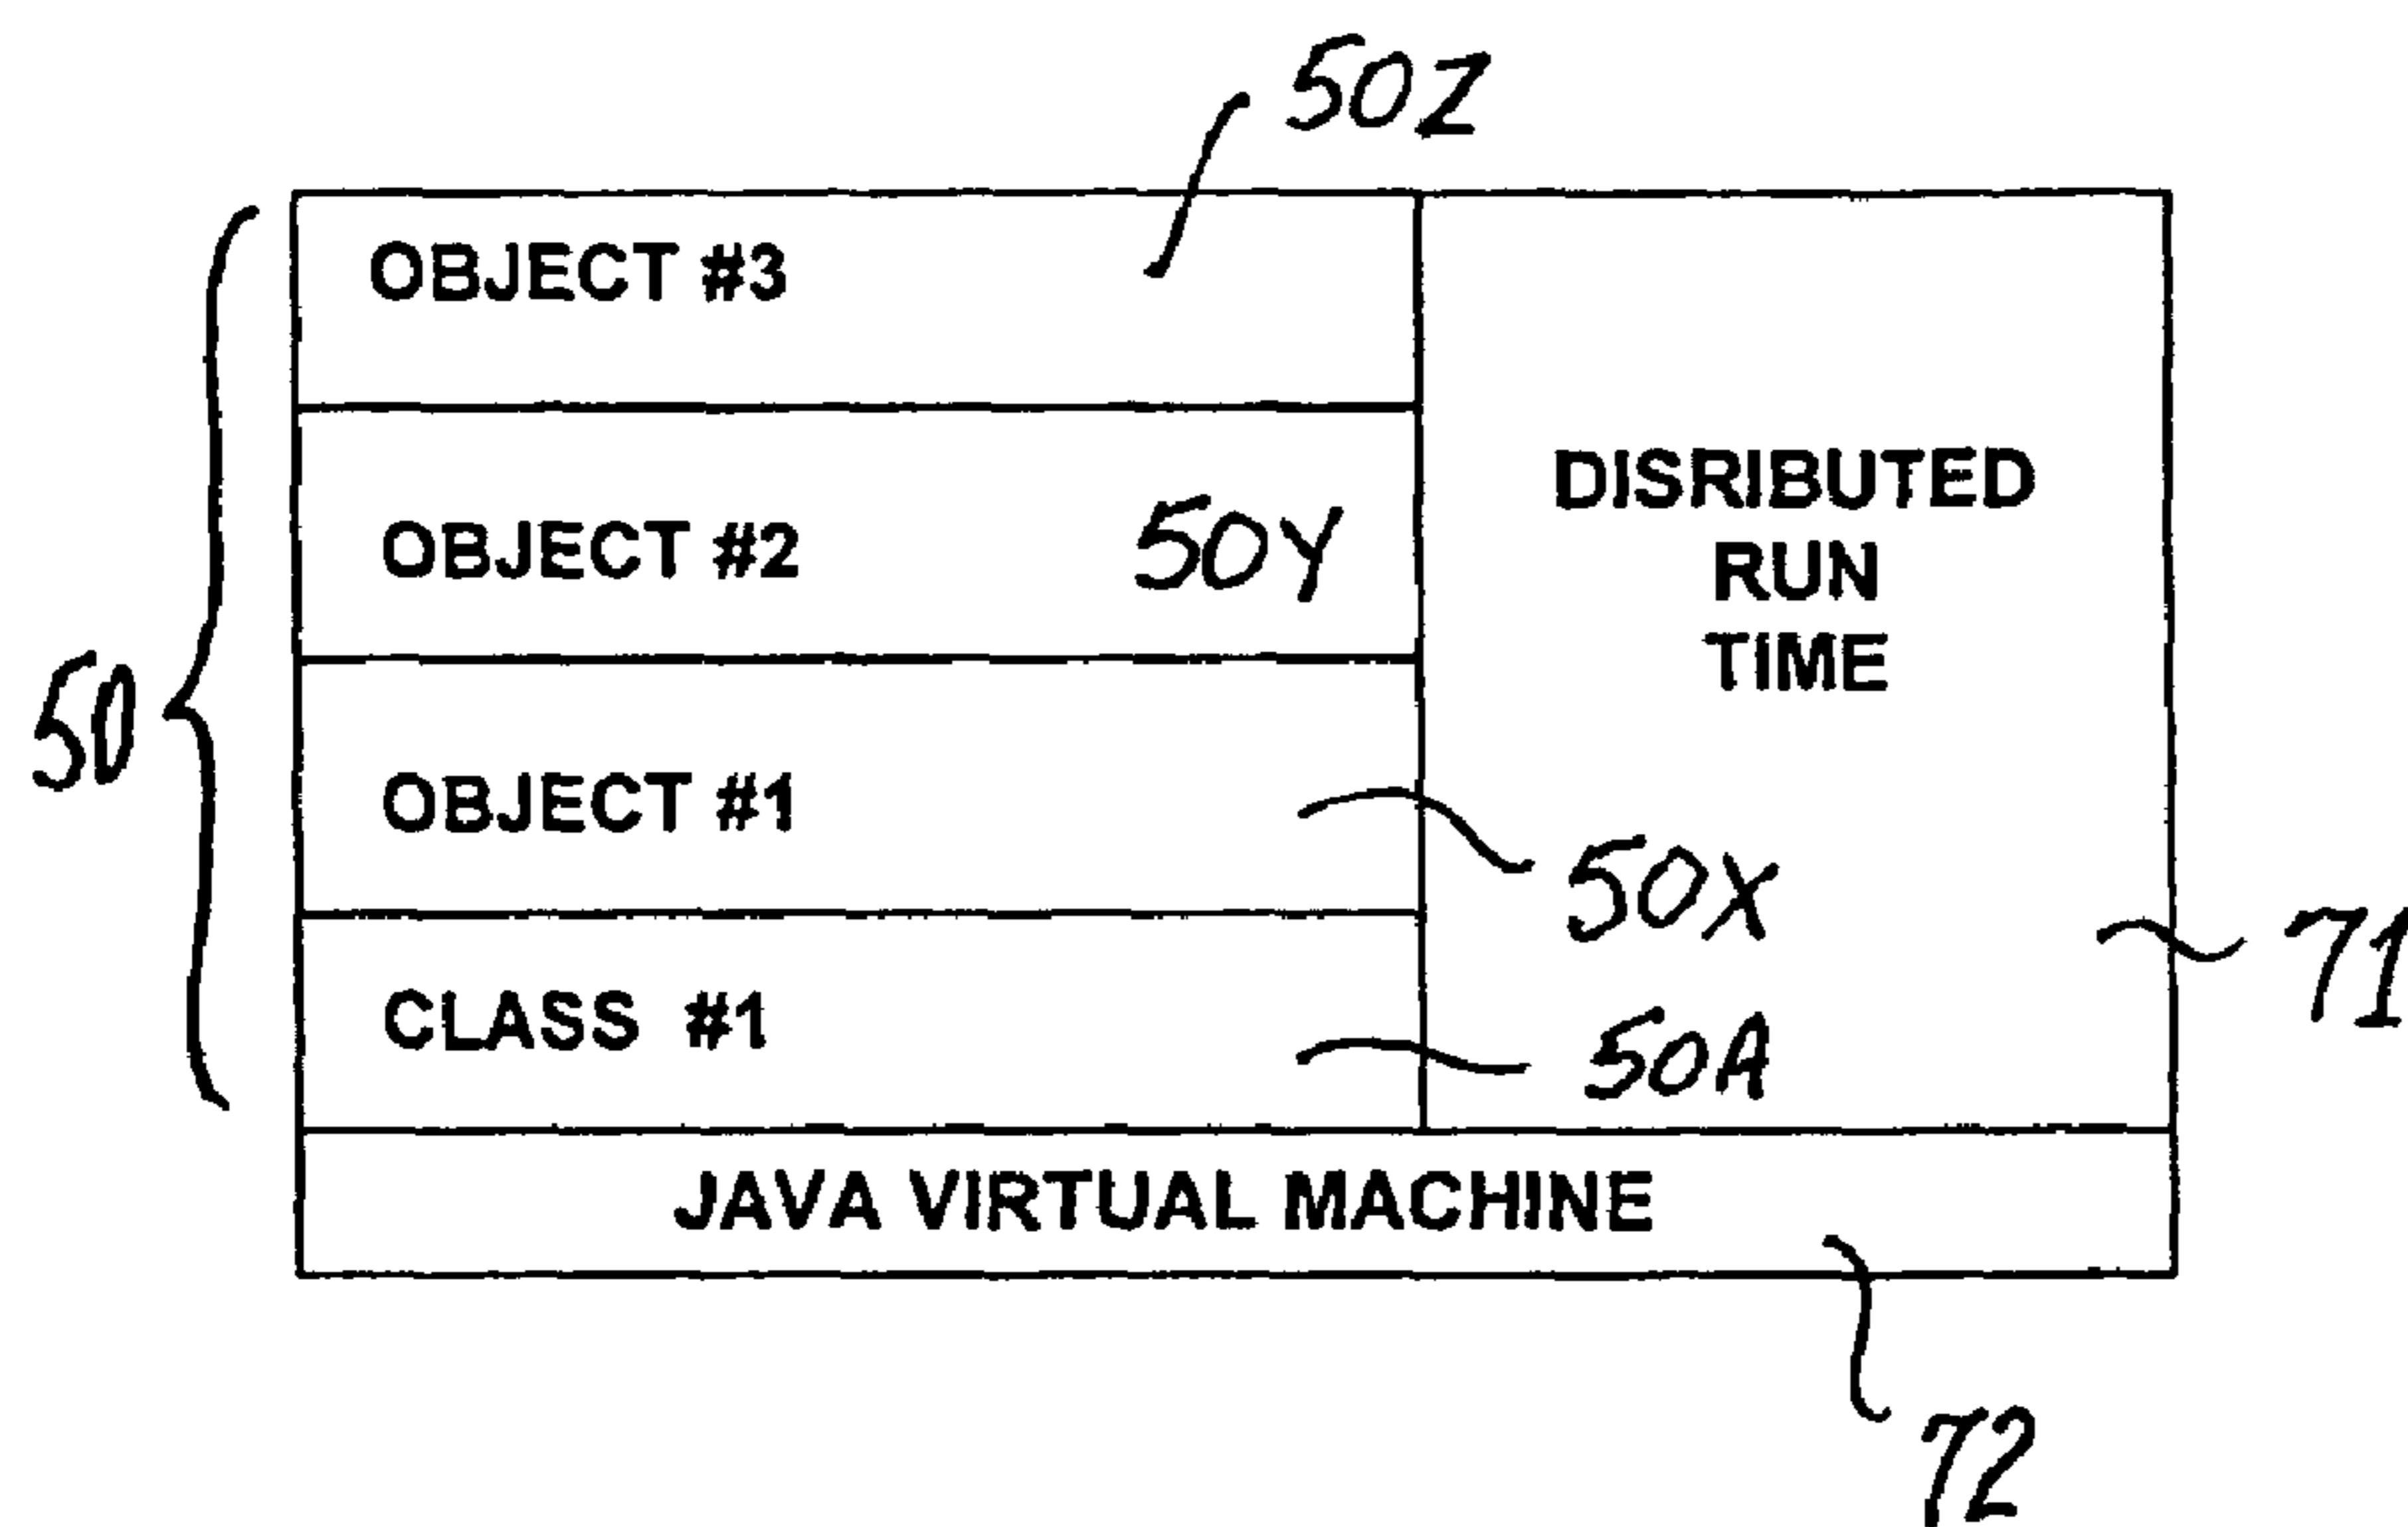 50Z
OBJECT #3
DISRIBUTED
RUN
TIME
OBJECT #2
50Y
50
OBJECT #1
50X
71
CLASS #1
50A
JAVA VIRTUAL MACHINE
72